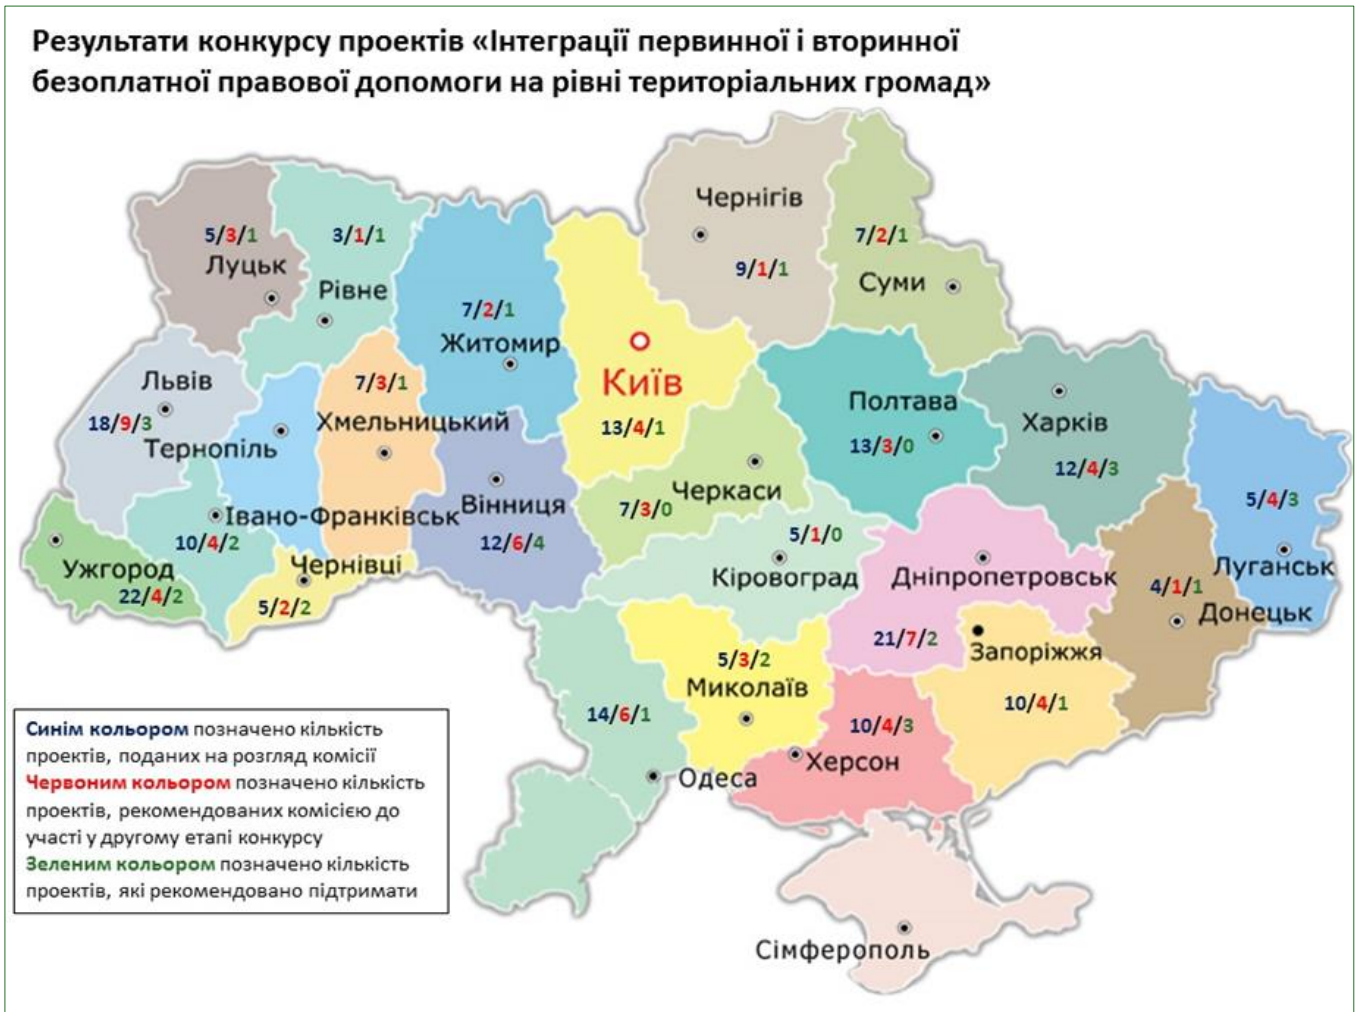 Результати конкурсу проектів «Інтеграції первинної і вторинної
безоплатної правової допомоги на рівні територіальних громад»
Чернігів
9/1/1
7/2/1
Суми
5/3/1
Луцьк
3/1/1
Рівне
7/2/1
Житомир
Київ
13/4/1
Львів
18/9/3
Тернопіль
7/3/1
Хмельницький
Полтава
13/3/0
Харків
12/4/3
Черкаси
7/3/0
Вінниця
12/6/4
Івано-Франківськ
10/4/2
5/4/3
Луганськ
Ужгород
22/4/2
Чернівці
5/2/2
5/1/0
Кіровоград
Дніпропетровськ
21/7/2
4/1/1
Донецьк
Запоріжжя
10/4/1
5/3/2
Миколаїв
14/6/1
Одеса
10/4/3
Херсон
Сімферополь
Синім кольором позначено кількість
проектів, поданих на розгляд комісії
Червоним кольором позначено кількість
проектів, рекомендованих комісією до
участі у другому етапі конкурсу
Зеленим кольором позначено кількість
проектів, які рекомендовано підтримати